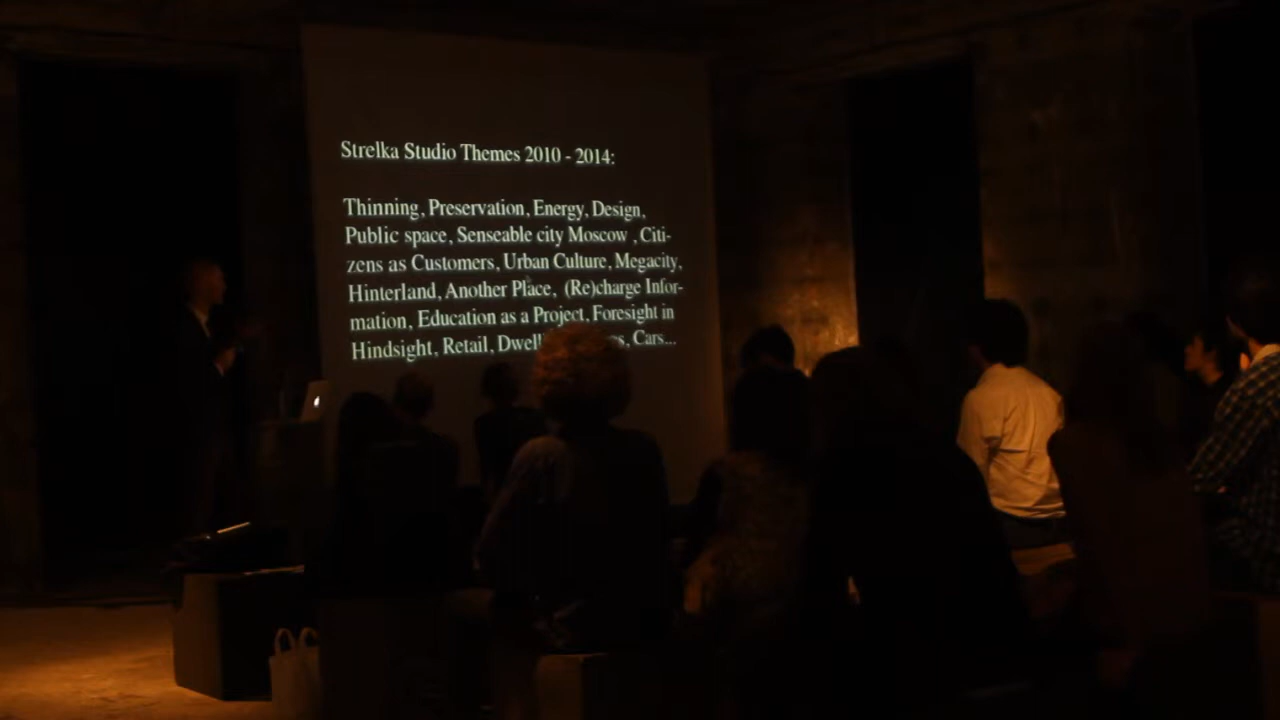 Strelka Studio Themes 2010 - 2014:
Thinning, Preservation, Energy, Design,
Public space, Senseable city Moscow , Citi-
zens as Customers, Urban Culture, Megacity,
Hinterland, Another Place, (Re)charge Infor-
mation, Education as a Project, Foresight in
Hindsight, Retail, Cars...